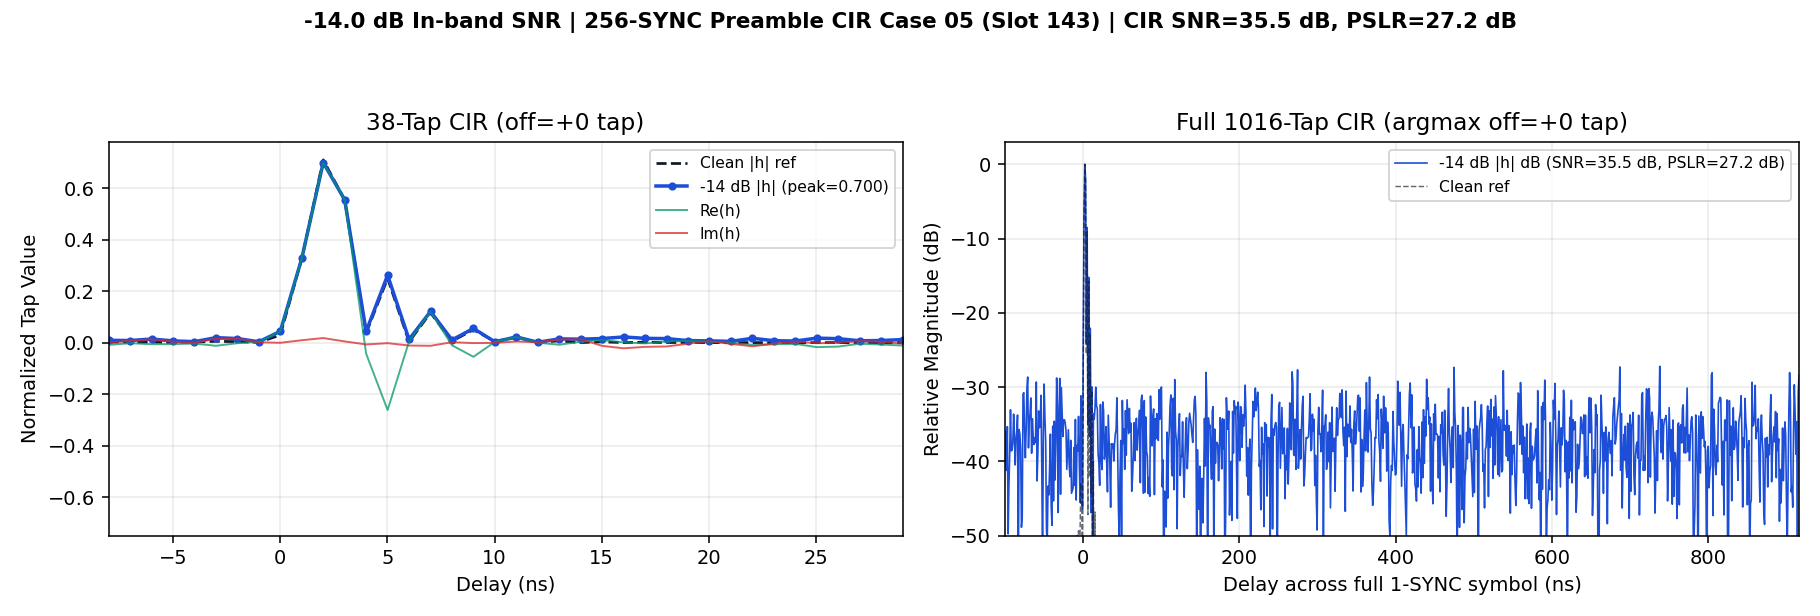 -14.0 dB In-band SNR | 256-SYNC Preamble CIR Case 05 (Slot 143) | CIR SNR=35.5 dB, PSLR=27.2 dB
38-Tap CIR (off=+0 tap)
Normalized Tap Value
0.6
0.4
0.2
0.0
−0.2
−0.4
−0.6
Clean |h| ref
-14 dB |h| (peak=0.700)
Re(h)
Im(h)
−5
0
5
10
15
20
25
Delay (ns)
Full 1016-Tap CIR (argmax off=+0 tap)
Relative Magnitude (dB)
0
−10
−20
−30
−40
−50
-14 dB |h| dB (SNR=35.5 dB, PSLR=27.2 dB)
Clean ref
0
200
400
600
800
Delay across full 1-SYNC symbol (ns)